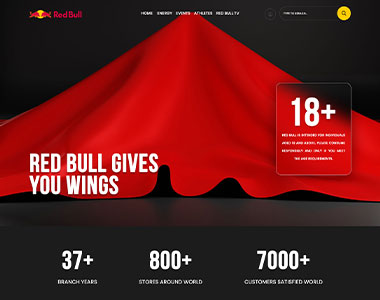 Red Bull
HOME ENERGY EVENTS ATHLETES RED BULL TV
TYPE TO SEARCH...
18+
RED BULL IS INTENDED FOR INDIVIDUALS
AGED 18 AND ABOVE. PLEASE CONSUME
RESPONSIBLY AND ONLY IF YOU MEET
THE AGE REQUIREMENTS.
RED BULL GIVES
YOU WINGS
37+ 800+ 7000+
BRANCH YEARS STORES AROUND WORLD CUSTOMERS SATISFIED WORLD